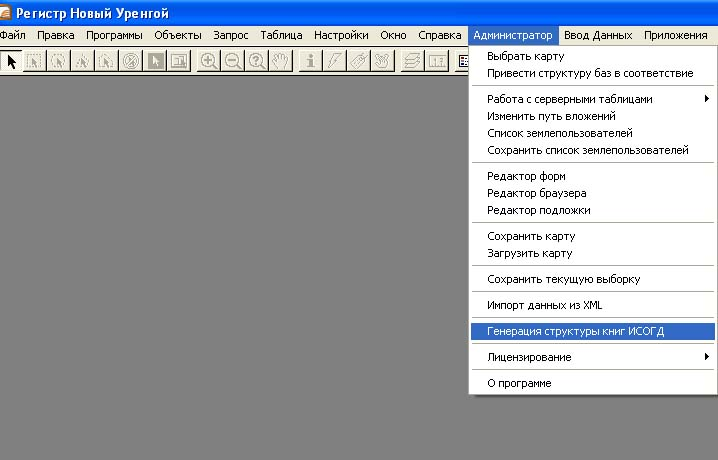 Регистр Новый Уренгой
Файл Правка Программы Объекты Запрос Таблица Настройки Окно Справка Администратор Ввод Данных Приложения
Выбрать карту
Привести структуру баз в соответствие
Работа с серверными таблицами
Изменить путь вложений
Список землепользователей
Сохранить список землепользователей
Редактор форм
Редактор браузера
Редактор подложки
Сохранить карту
Загрузить карту
Сохранить текущую выборку
Импорт данных из XML
Генерация структуры книг ИСОГД
Лицензирование
О программе